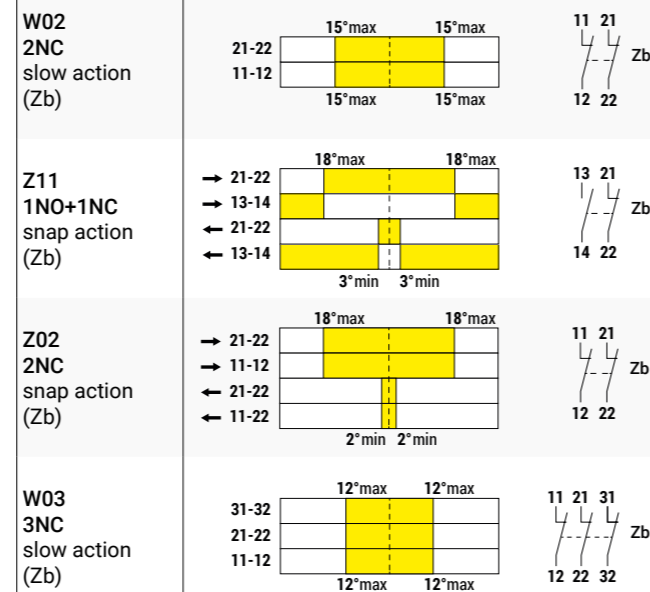 W02
2NC
slow action
(Zb)
15°max 15°max
21-22
11-12
15°max 15°max
11 21
Zb
12 22
Z11
1NO+1NC
snap action
(Zb)
18°max 18°max
→ 21-22
→ 13-14
← 21-22
← 13-14
3°min 3°min
13 21
Zb
14 22
Z02
2NC
snap action
(Zb)
18°max 18°max
→ 21-22
→ 11-12
← 21-22
← 11-22
2°min 2°min
11 21
Zb
12 22
W03
3NC
slow action
(Zb)
12°max 12°max
31-32
21-22
11-12
12°max 12°max
11 21 31
Zb
12 22 32